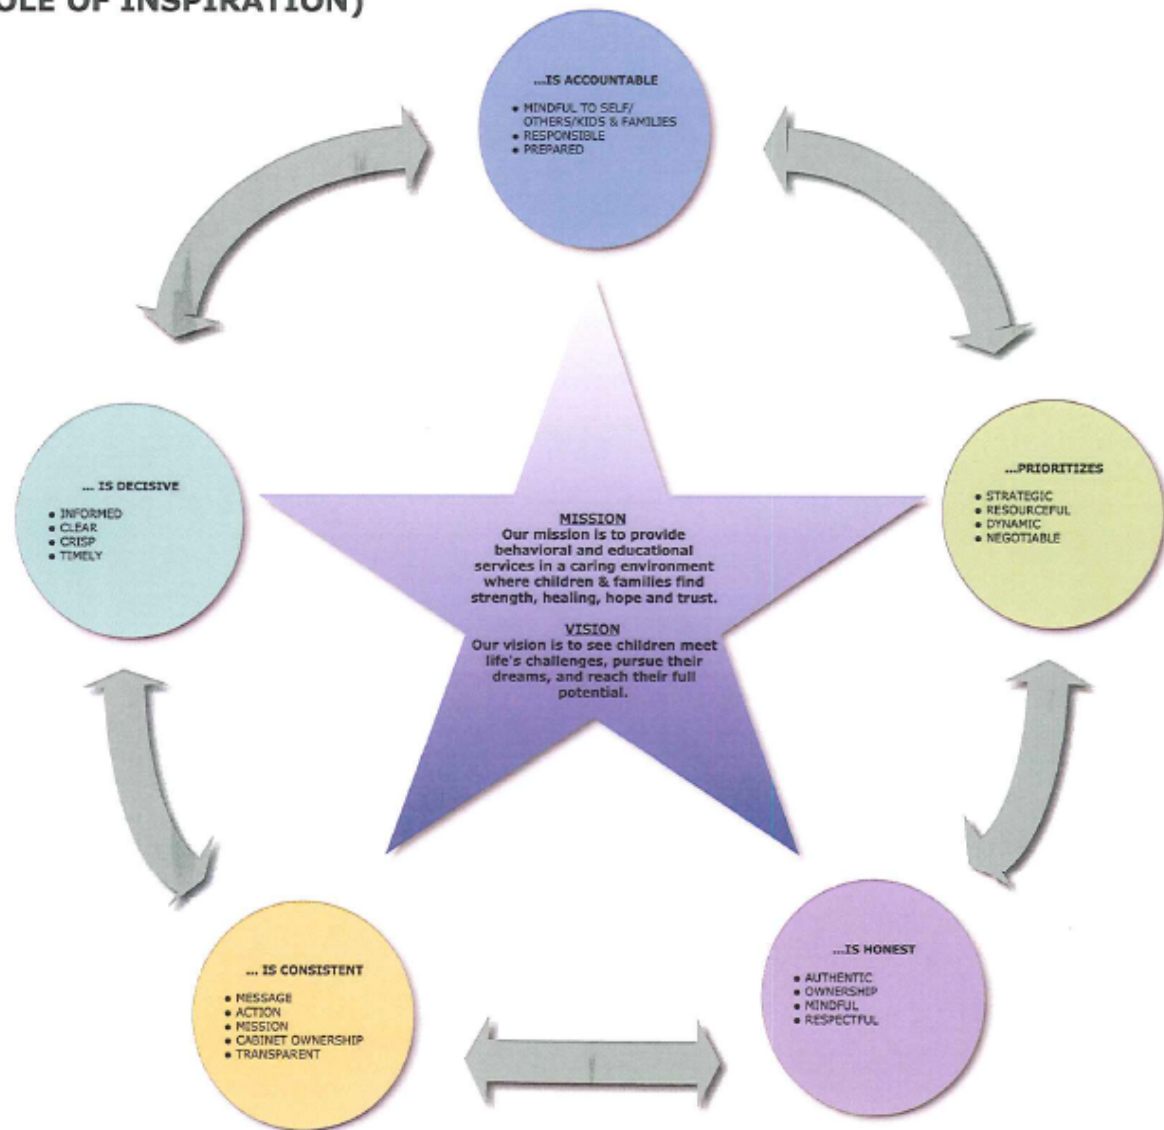 OLE OF INSPIRATION)
...IS ACCOUNTABLE
• MINDFUL TO SELF/
OTHERS/KIDS & FAMILIES
• RESPONSIBLE
• PREPARED
... IS DECISIVE
• INFORMED
• CLEAR
• CRISP
• TIMELY
...PRIORITIZES
• STRATEGIC
• RESOURCEFUL
• DYNAMIC
• NEGOTIABLE
MISSION
Our mission is to provide
behavioral and educational
services in a caring environment
where children & families find
strength, healing, hope and trust.
VISION
Our vision is to see children meet
life's challenges, pursue their
dreams, and reach their full
potential.
... IS CONSISTENT
• MESSAGE
• ACTION
• MISSION
• CABINET OWNERSHIP
• TRANSPARENT
...IS HONEST
• AUTHENTIC
• OWNERSHIP
• MINDFUL
• RESPECTFUL